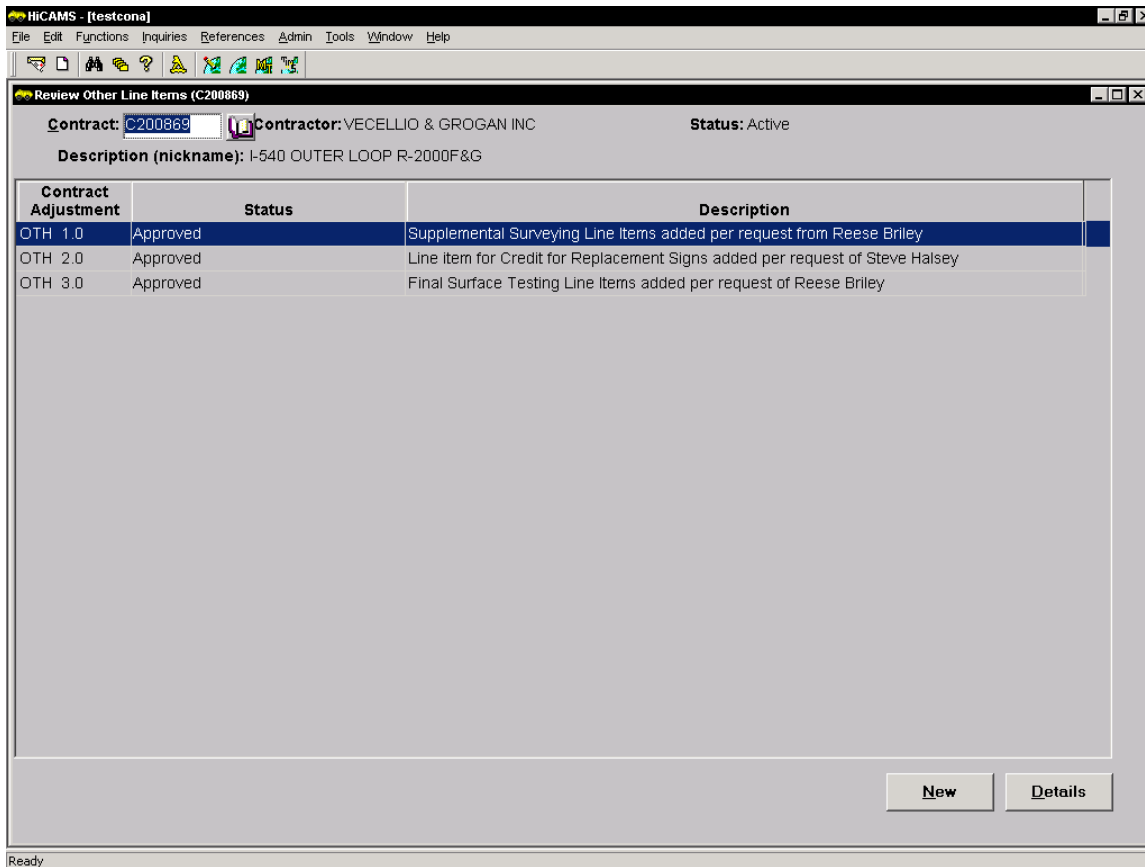 HiCAMS - [testcona]
File Edit Functions Inquiries References Admin Tools Window Help
Review Other Line Items (C200869)
Contract: C200869 Contractor: VECELLIO & GROGAN INC Status: Active
Description (nickname): I-540 OUTER LOOP R-2000F&G
Contract Adjustment Status Description
OTH 1.0 Approved Supplemental Surveying Line Items added per request from Reese Briley
OTH 2.0 Approved Line item for Credit for Replacement Signs added per request of Steve Halsey
OTH 3.0 Approved Final Surface Testing Line Items added per request of Reese Briley
New Details
Ready